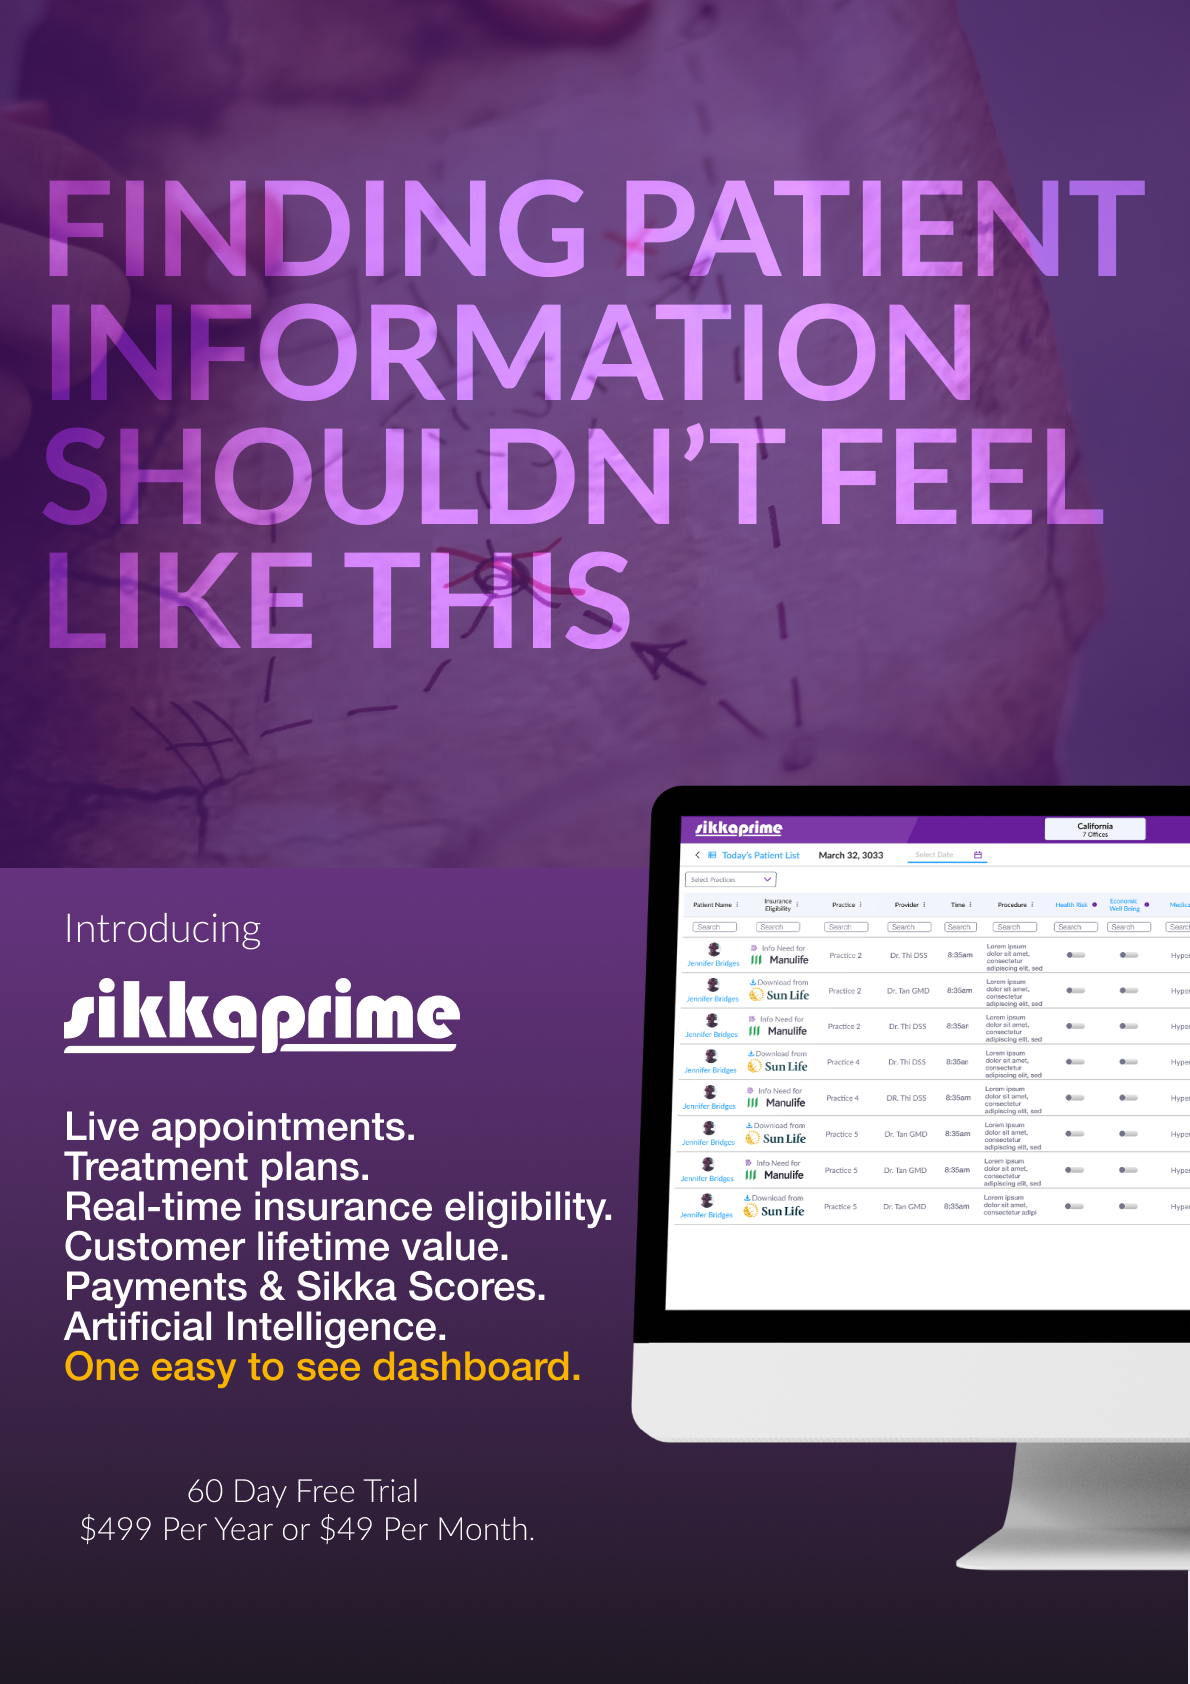 FINDING PATIENT
INFORMATION
SHOULDN'T FEEL
LIKE THIS
Introducing
sikkaprime
Live appointments.
Treatment plans.
Real-time insurance eligibility.
Customer lifetime value.
Payments & Sikka Scores.
Artificial Intelligence.
One easy to see dashboard.
60 Day Free Trial
$499 Per Year or $49 Per Month.
sikkaprime
California
7 Offices
Today's Patient List March 32, 3033 Select Date
Select Practices
Patient Name Insurance Eligibility Practice Provider Time Procedure Health Risk Economic Well Being Medica
Search Search Search Search Search Search Search Search Searc
Jennifer Bridges Info Need for Manulife Practice 2 Dr. Thi DSS 8:35am Lorem ipsum dolor sit amet, consectetur adipiscing elit, sed Hyper
Jennifer Bridges Download from Sun Life Practice 2 Dr. Tan GMD 8:35am Lorem ipsum dolor sit amet, consectetur adipiscing elit, sed Hyper
Jennifer Bridges Info Need for Manulife Practice 2 Dr. Thi DSS 8:35ar Lorem ipsum dolor sit amet, consectetur adipiscing elit, sed Hyper
Jennifer Bridges Download from Sun Life Practice 4 Dr. Thi DSS 8:35ar Lorem ipsum dolor sit amet, consectetur adipiscing elit, sed Hyper
Jennifer Bridges Info Need for Manulife Practice 4 DR. Thi DSS 8:35am Lorem ipsum dolor sit amet, consectetur adipiscing elit, sed Hyper
Jennifer Bridges Download from Sun Life Practice 5 Dr. Tan GMD 8:35am Lorem ipsum dolor sit amet, consectetur adipiscing elit, sed Hyper
Jennifer Bridges Info Need for Manulife Practice 5 Dr. Tan GMD 8:35am Lorem ipsum dolor sit amet, consectetur adipiscing elit, sed Hyper
Jennifer Bridges Download from Sun Life Practice 5 Dr. Tan GMD 8:35am Lorem ipsum dolor sit amet, consectetur adipi Hyper